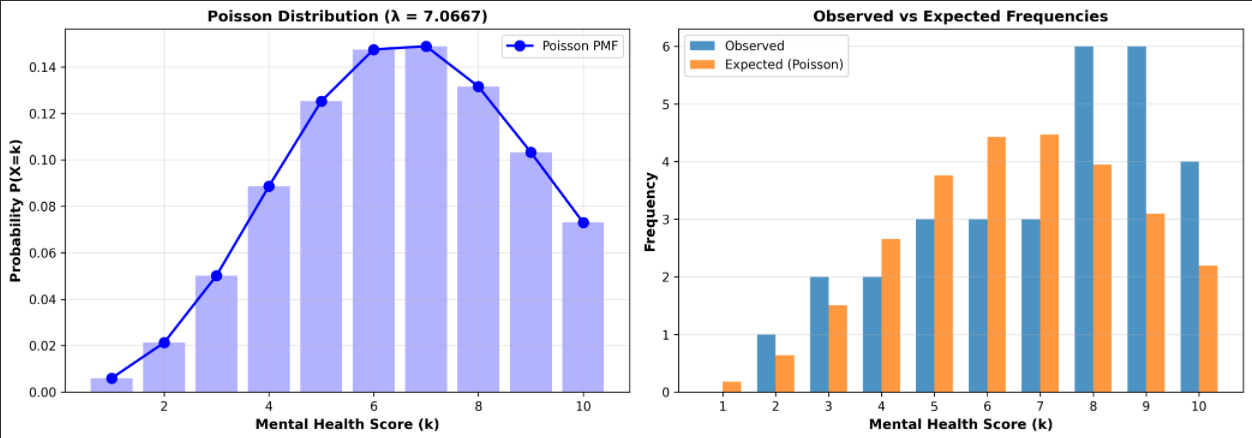 Poisson Distribution (λ = 7.0667)
Poisson PMF
Probability P(X=k)
0.14
0.12
0.10
0.08
0.06
0.04
0.02
0.00
2 4 6 8 10
Mental Health Score (k)
Observed vs Expected Frequencies
Observed
Expected (Poisson)
Frequency
6
5
4
3
2
1
0
1 2 3 4 5 6 7 8 9 10
Mental Health Score (k)